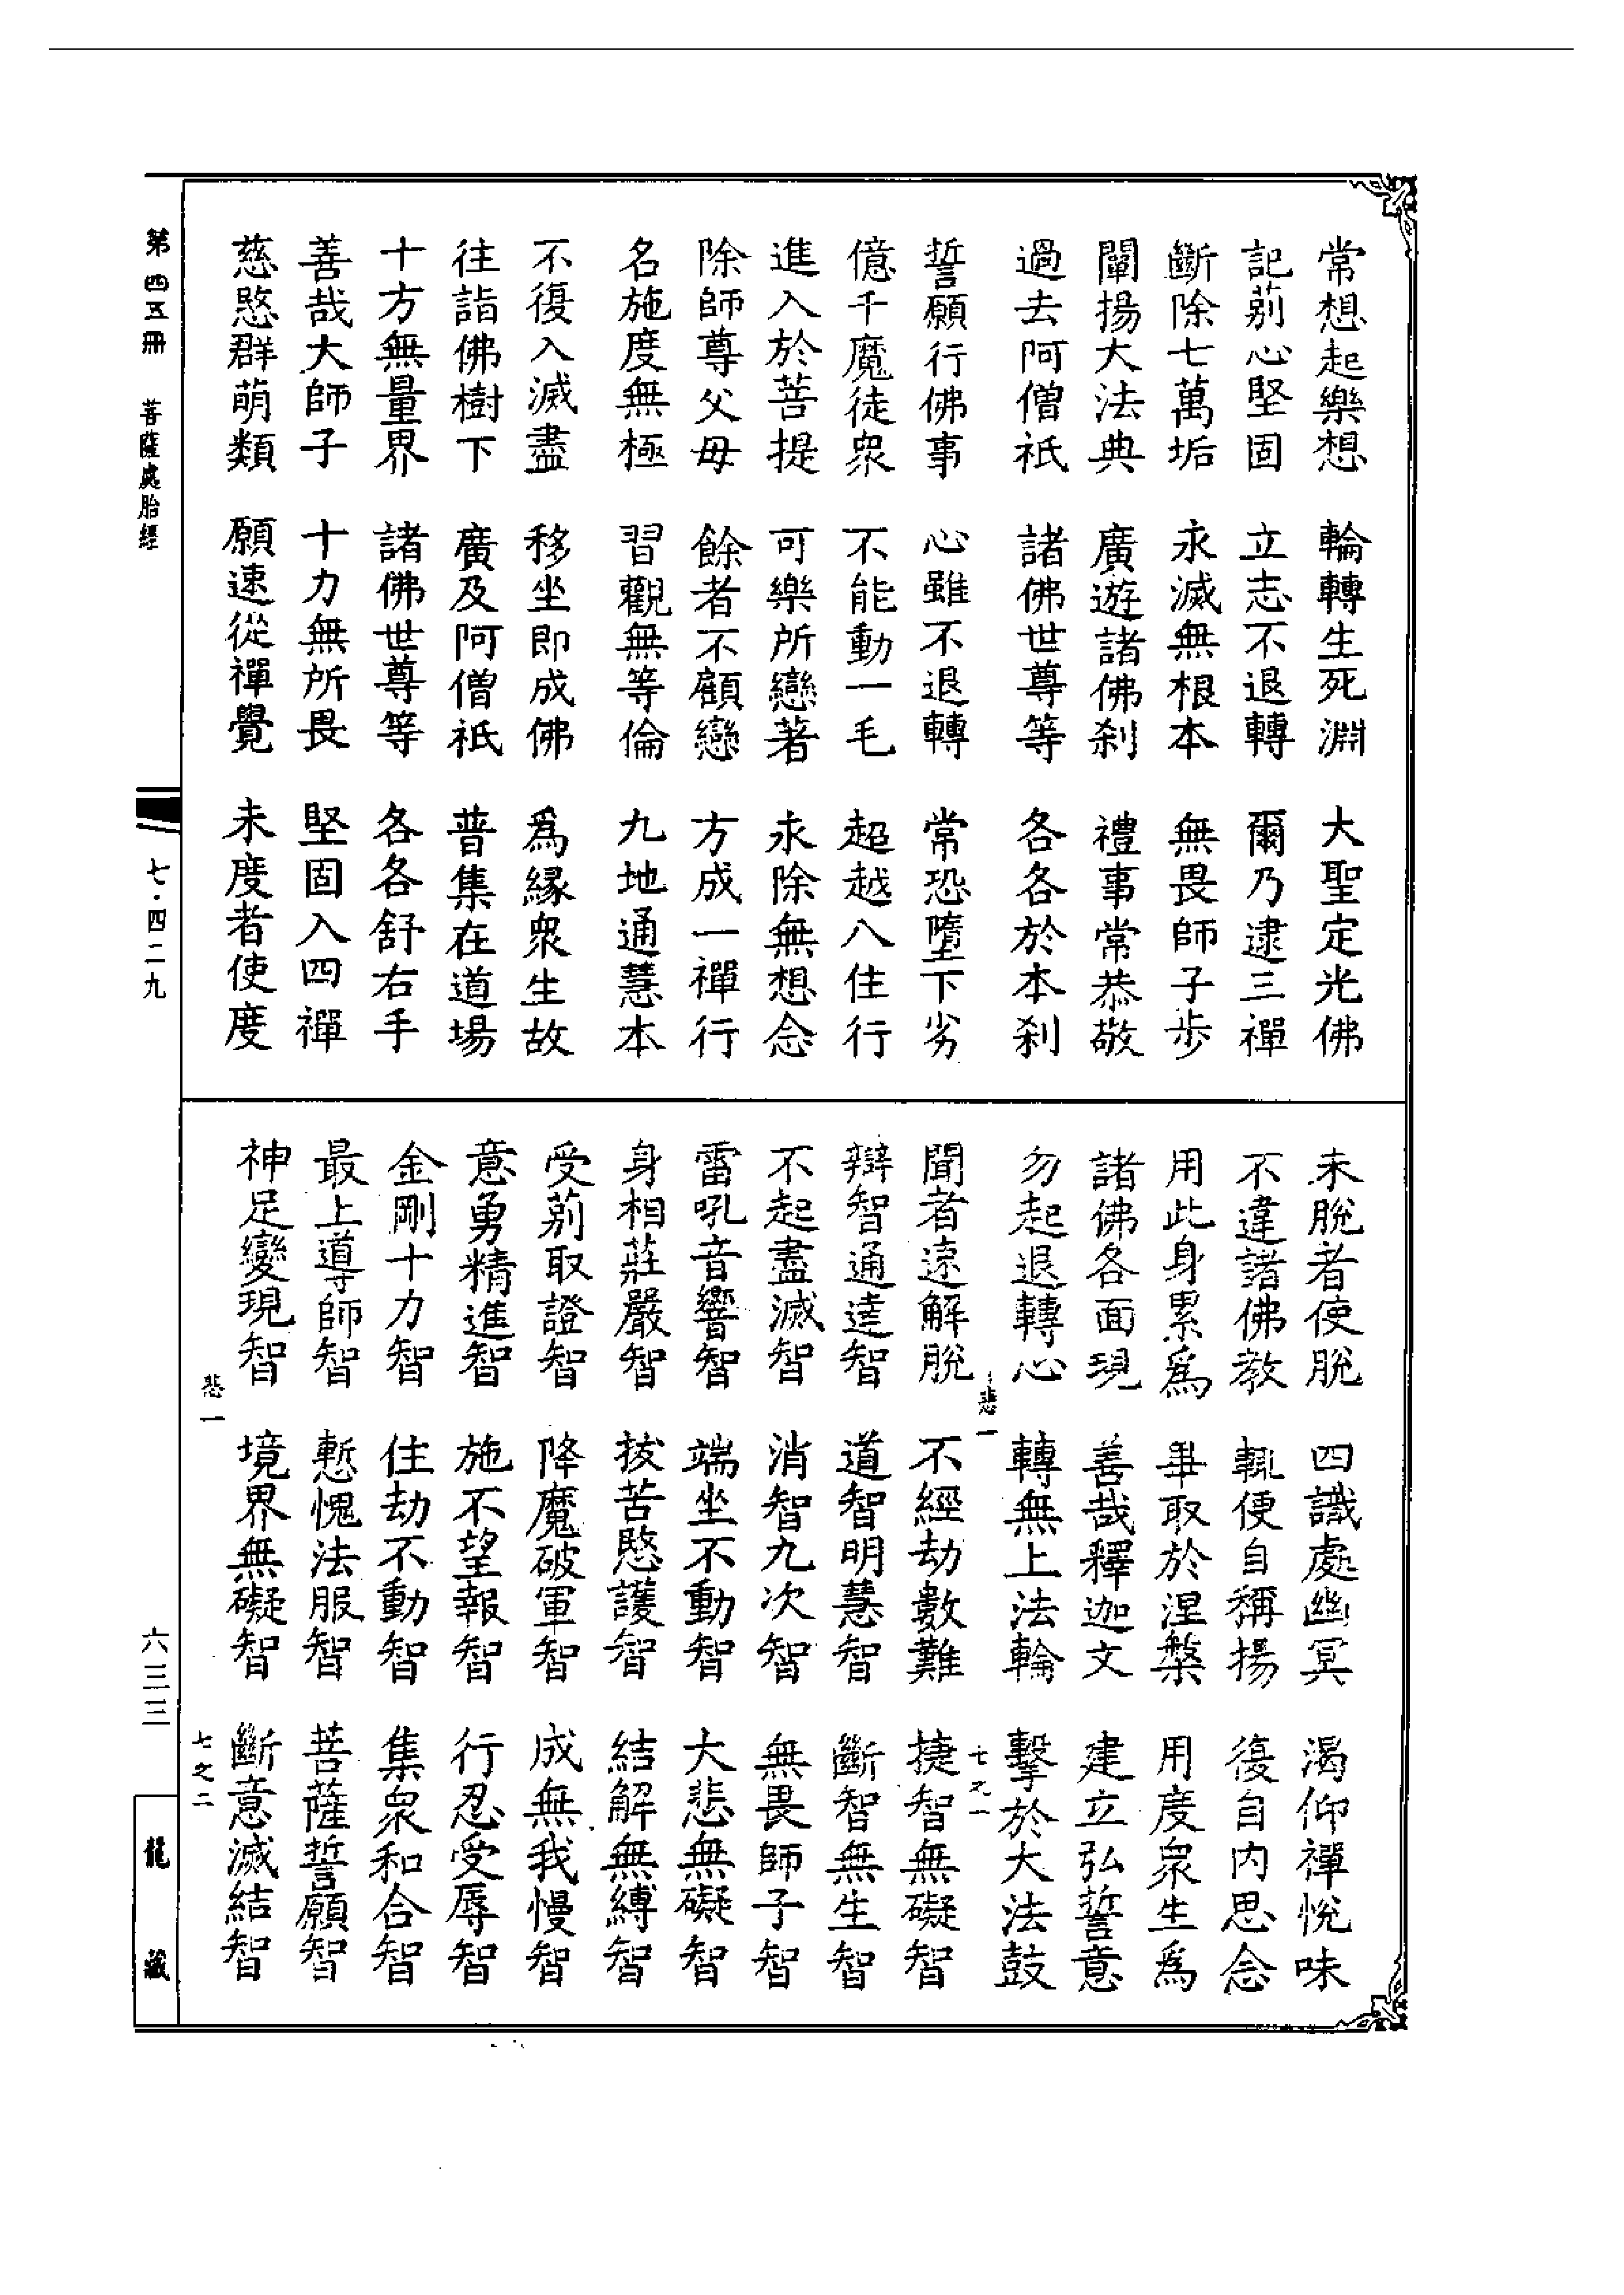 常想起樂想　輪轉生死淵　大聖定光佛
記莂心堅固　立志不退轉　爾乃逮三禪
斷除七萬垢　永滅無根本　無畏師子步
闡揚大法典　廣遊諸佛刹　禮事常恭敬
過去阿僧祇　諸佛世尊等　各各於本刹
誓願行佛事　心雖不退轉　常恐墮下劣
億千魔徒衆　不能動一毛　超越八住行
進入於菩提　可樂所戀著　永除無想念
除師尊父母　餘者不顧戀　方成一禪行
名施度無極　習觀無等倫　九地通慧本
不復入滅盡　移坐即成佛　爲緣衆生故
往詣佛樹下　廣及阿僧祇　普集在道場
十方無量界　諸佛世尊等　各各舒右手
善哉大師子　十力無所畏　堅固入四禪
慈愍群萌類　願速從禪覺　未度者使度
未脫者使脫　四識處幽冥　渴仰禪悅味
不違諸佛教　輒便自稱揚　復自內思念
用此身累爲　畢取於涅槃　用度衆生爲
諸佛各面現　善哉釋迦文　建立弘誓意
勿起退轉心　轉無上法輪　擊於大法鼓
悲一　七之一
聞者速解脫　不經劫數難　捷智無礙智
辯智通達智　道智明慧智　斷智無生智
不起盡滅智　消智九次智　無畏師子智
雷吼音響智　端坐不動智　大悲無礙智
身相莊嚴智　拔苦愍護智　結解無縛智
受莂取證智　降魔破軍智　成無我慢智
意勇精進智　施不望報智　行忍受辱智
金剛十力智　住劫不動智　集衆和合智
最上導師智　慙愧法服智　菩薩誓願智
神足變現智　境界無礙智　斷意滅結智
悲一　七之二
第四五冊　菩薩處胎經　七·四二九　六三三　龍藏